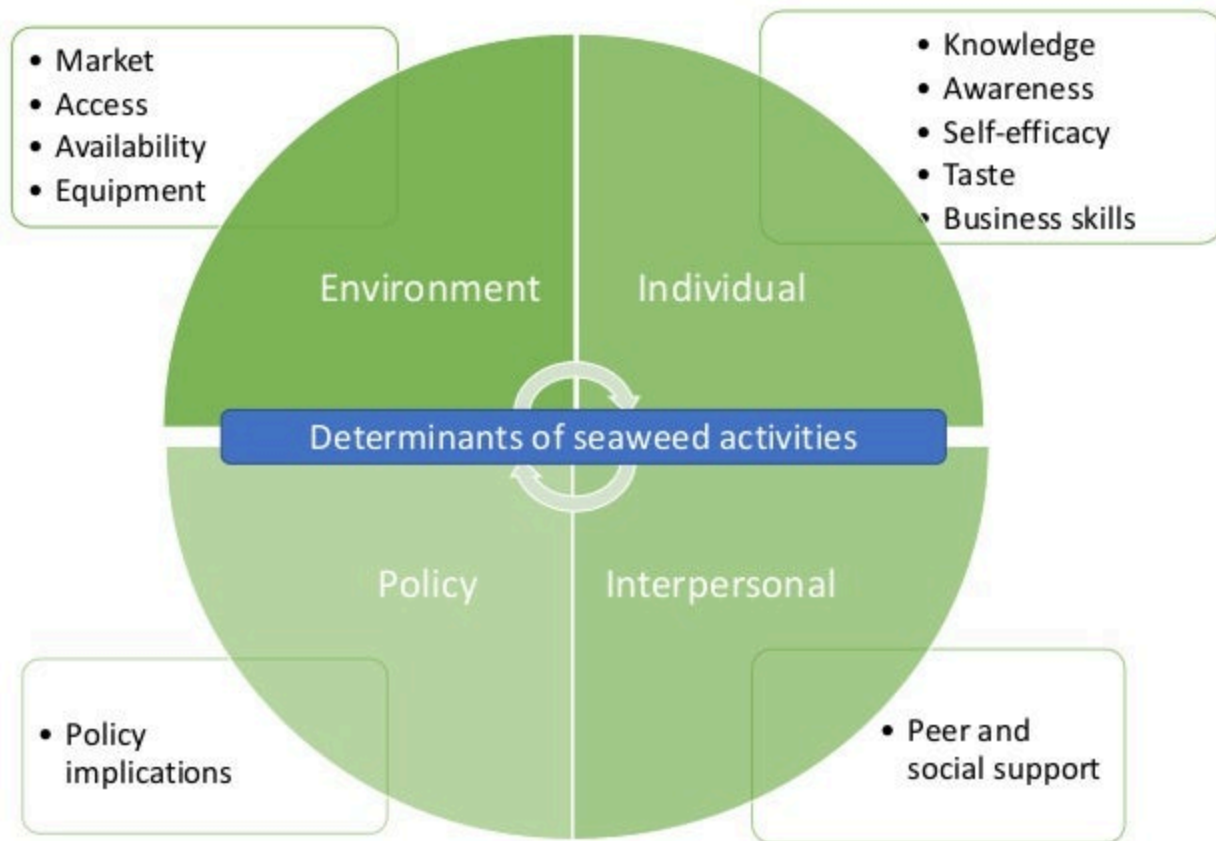 • Market
• Access
• Availability
• Equipment
• Knowledge
• Awareness
• Self-efficacy
• Taste
• Business skills
Environment
Individual
Determinants of seaweed activities
Policy
Interpersonal
• Policy
implications
• Peer and
social support